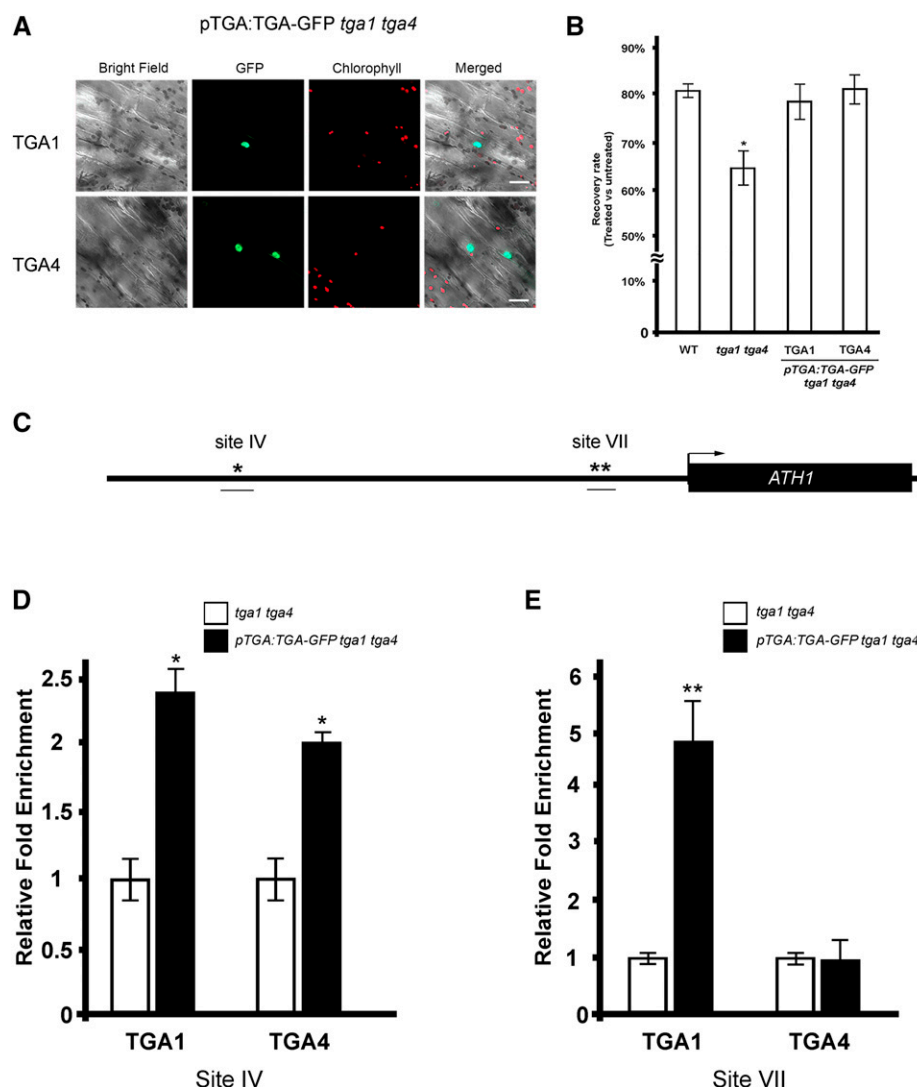 A
pTGA:TGA-GFP tga1 tga4
Bright Field GFP Chlorophyll Merged
TGA1
TGA4
B
Recovery rate
(Treated vs untreated)
90%
80%
70%
60%
50%
10%
0
WT tga1 tga4 TGA1 TGA4
pTGA:TGA-GFP
tga1 tga4
*
C
site IV site VII
* **
ATH1
D
tga1 tga4
pTGA:TGA-GFP tga1 tga4
Relative Fold Enrichment
2.5
2
1.5
1
0.5
0
* *
TGA1 TGA4
Site IV
E
tga1 tga4
pTGA:TGA-GFP tga1 tga4
Relative Fold Enrichment
6
5
4
3
2
1
0
**
TGA1 TGA4
Site VII